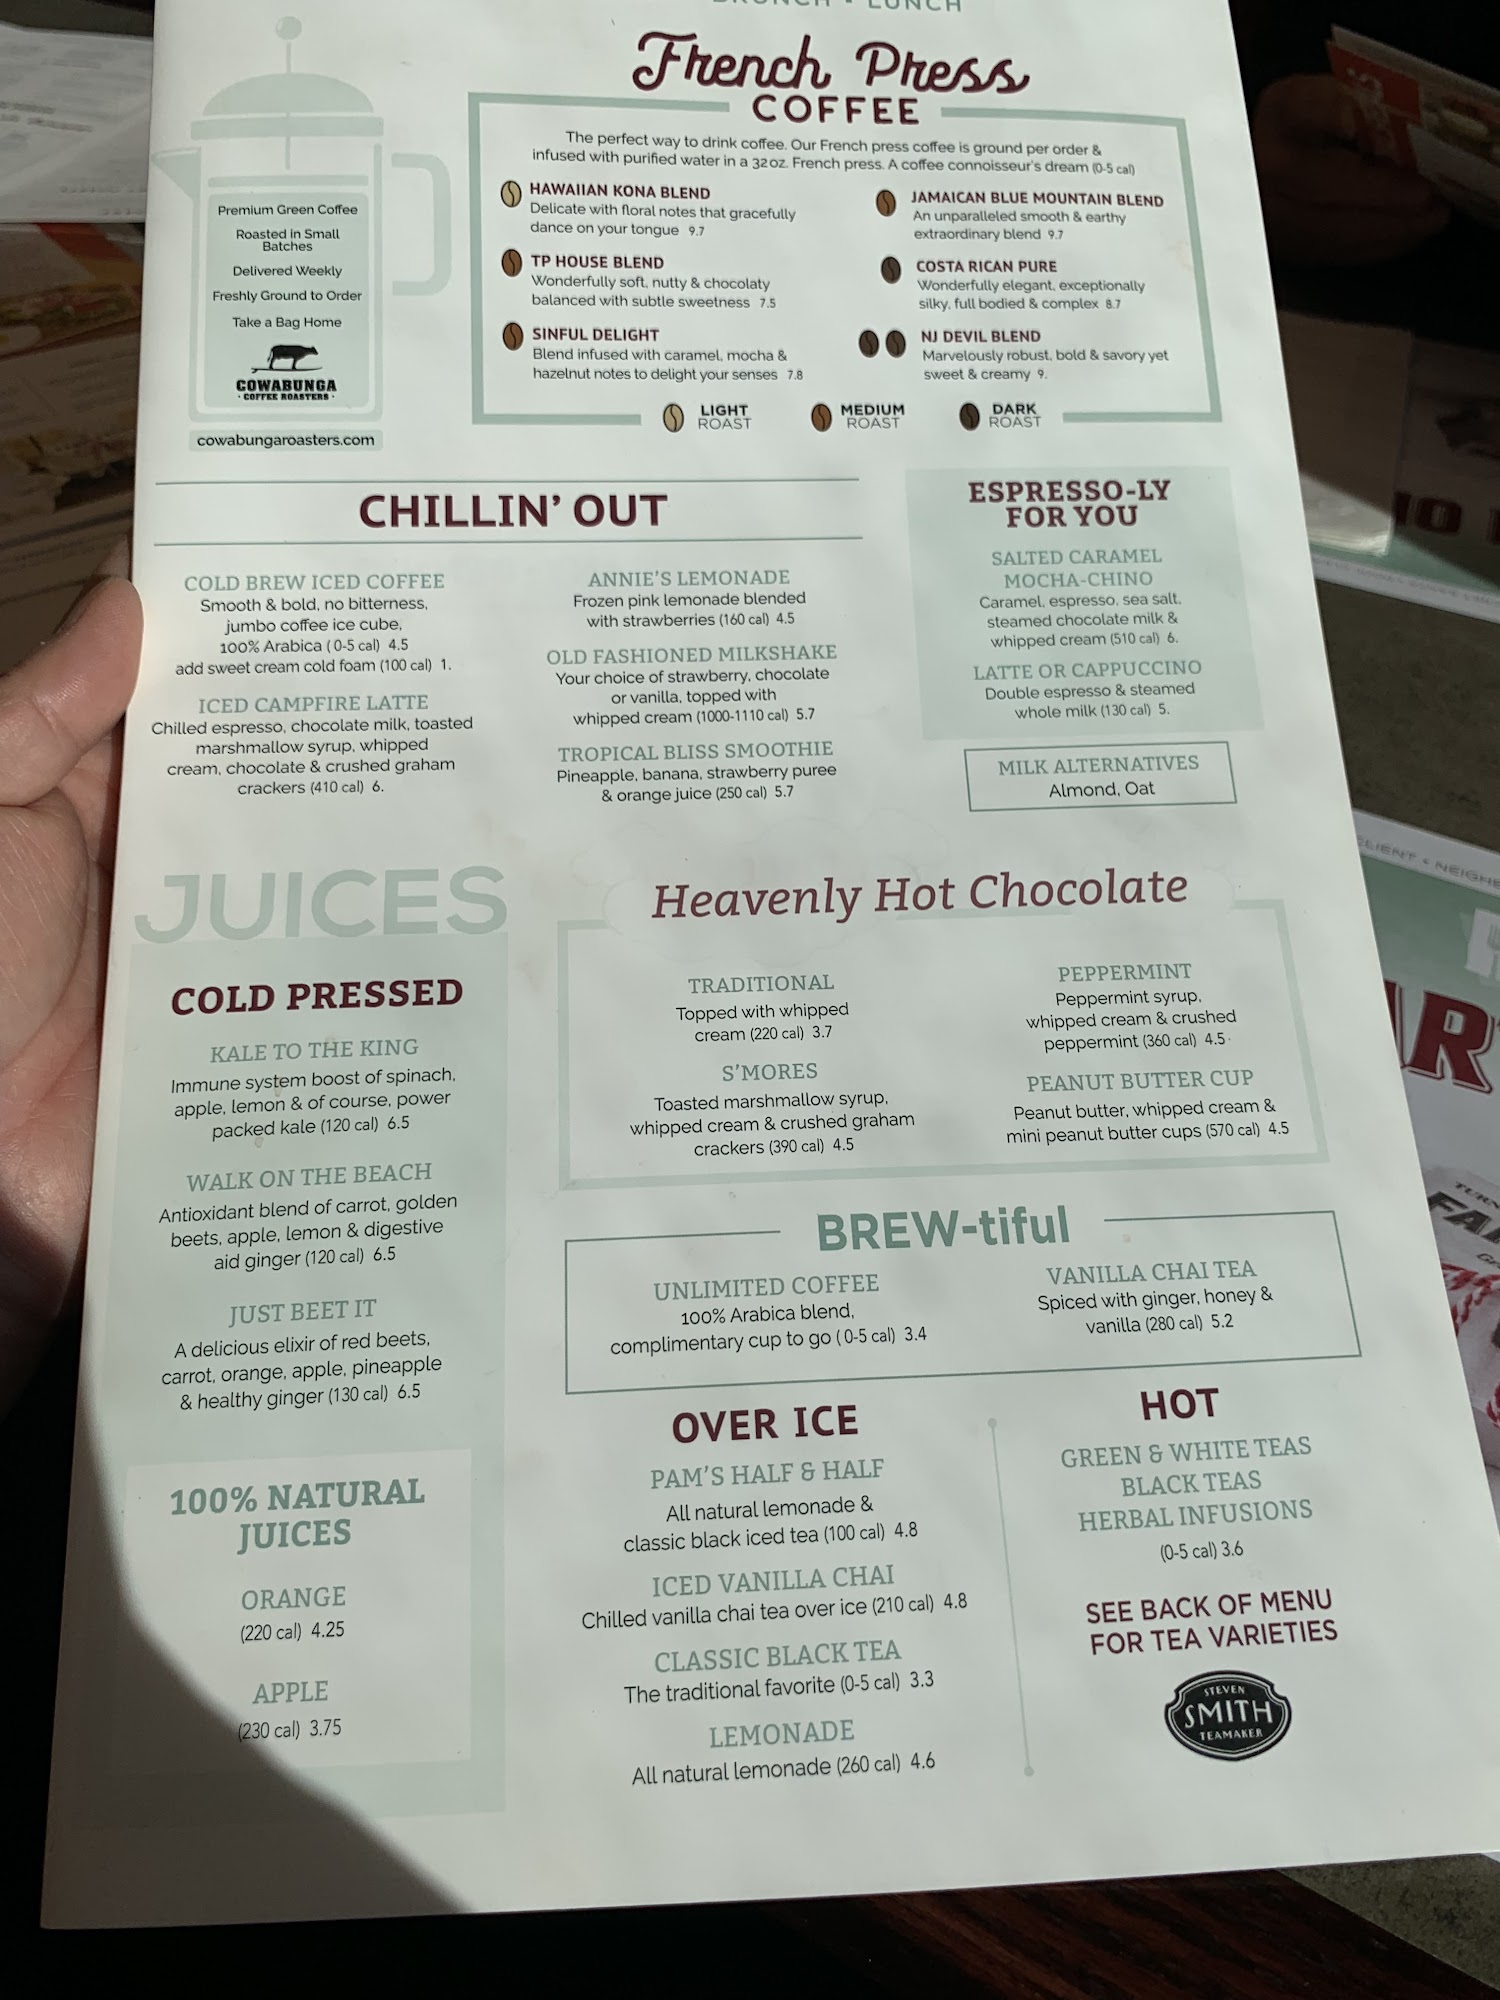 BRUNCH • LUNCH
French Press
COFFEE
The perfect way to drink coffee. Our French press coffee is ground per order &
infused with purified water in a 32oz. French press. A coffee connoisseur's dream (0-5 cal)
Premium Green Coffee
Roasted in Small
Batches
Delivered Weekly
Freshly Ground to Order
Take a Bag Home
COWABUNGA
• COFFEE ROASTERS •
cowabungaroasters.com
HAWAIIAN KONA BLEND
Delicate with floral notes that gracefully
dance on your tongue 9.7
TP HOUSE BLEND
Wonderfully soft, nutty & chocolaty
balanced with subtle sweetness 7.5
SINFUL DELIGHT
Blend infused with caramel, mocha &
hazelnut notes to delight your senses 7.8
JAMAICAN BLUE MOUNTAIN BLEND
An unparalleled smooth & earthy
extraordinary blend 9.7
COSTA RICAN PURE
Wonderfully elegant, exceptionally
silky, full bodied & complex 8.7
NJ DEVIL BLEND
Marvelously robust, bold & savory yet
sweet & creamy 9.
LIGHT
ROAST
MEDIUM
ROAST
DARK
ROAST
CHILLIN' OUT
COLD BREW ICED COFFEE
Smooth & bold, no bitterness,
jumbo coffee ice cube,
100% Arabica ( 0-5 cal) 4.5
add sweet cream cold foam (100 cal) 1.
ICED CAMPFIRE LATTE
Chilled espresso, chocolate milk, toasted
marshmallow syrup, whipped
cream, chocolate & crushed graham
crackers (410 cal) 6.
ANNIE'S LEMONADE
Frozen pink lemonade blended
with strawberries (160 cal) 4.5
OLD FASHIONED MILKSHAKE
Your choice of strawberry, chocolate
or vanilla, topped with
whipped cream (1000-1110 cal) 5.7
TROPICAL BLISS SMOOTHIE
Pineapple, banana, strawberry puree
& orange juice (250 cal) 5.7
ESPRESSO-LY
FOR YOU
SALTED CARAMEL
MOCHA-CHINO
Caramel, espresso, sea salt,
steamed chocolate milk &
whipped cream (510 cal) 6.
LATTE OR CAPPUCCINO
Double espresso & steamed
whole milk (130 cal) 5.
MILK ALTERNATIVES
Almond, Oat
JUICES
COLD PRESSED
KALE TO THE KING
Immune system boost of spinach,
apple, lemon & of course, power
packed kale (120 cal) 6.5
WALK ON THE BEACH
Antioxidant blend of carrot, golden
beets, apple, lemon & digestive
aid ginger (120 cal) 6.5
JUST BEET IT
A delicious elixir of red beets,
carrot, orange, apple, pineapple
& healthy ginger (130 cal) 6.5
100% NATURAL
JUICES
ORANGE
(220 cal) 4.25
APPLE
(230 cal) 3.75
Heavenly Hot Chocolate
TRADITIONAL
Topped with whipped
cream (220 cal) 3.7
S'MORES
Toasted marshmallow syrup,
whipped cream & crushed graham
crackers (390 cal) 4.5
PEPPERMINT
Peppermint syrup,
whipped cream & crushed
peppermint (360 cal) 4.5
PEANUT BUTTER CUP
Peanut butter, whipped cream &
mini peanut butter cups (570 cal) 4.5
BREW-tiful
UNLIMITED COFFEE
100% Arabica blend,
complimentary cup to go ( 0-5 cal) 3.4
VANILLA CHAI TEA
Spiced with ginger, honey &
vanilla (280 cal) 5.2
OVER ICE
PAM'S HALF & HALF
All natural lemonade &
classic black iced tea (100 cal) 4.8
ICED VANILLA CHAI
Chilled vanilla chai tea over ice (210 cal) 4.8
CLASSIC BLACK TEA
The traditional favorite (0-5 cal) 3.3
LEMONADE
All natural lemonade (260 cal) 4.6
HOT
GREEN & WHITE TEAS
BLACK TEAS
HERBAL INFUSIONS
(0-5 cal) 3.6
SEE BACK OF MENU
FOR TEA VARIETIES
STEVEN
SMITH
TEAMAKER